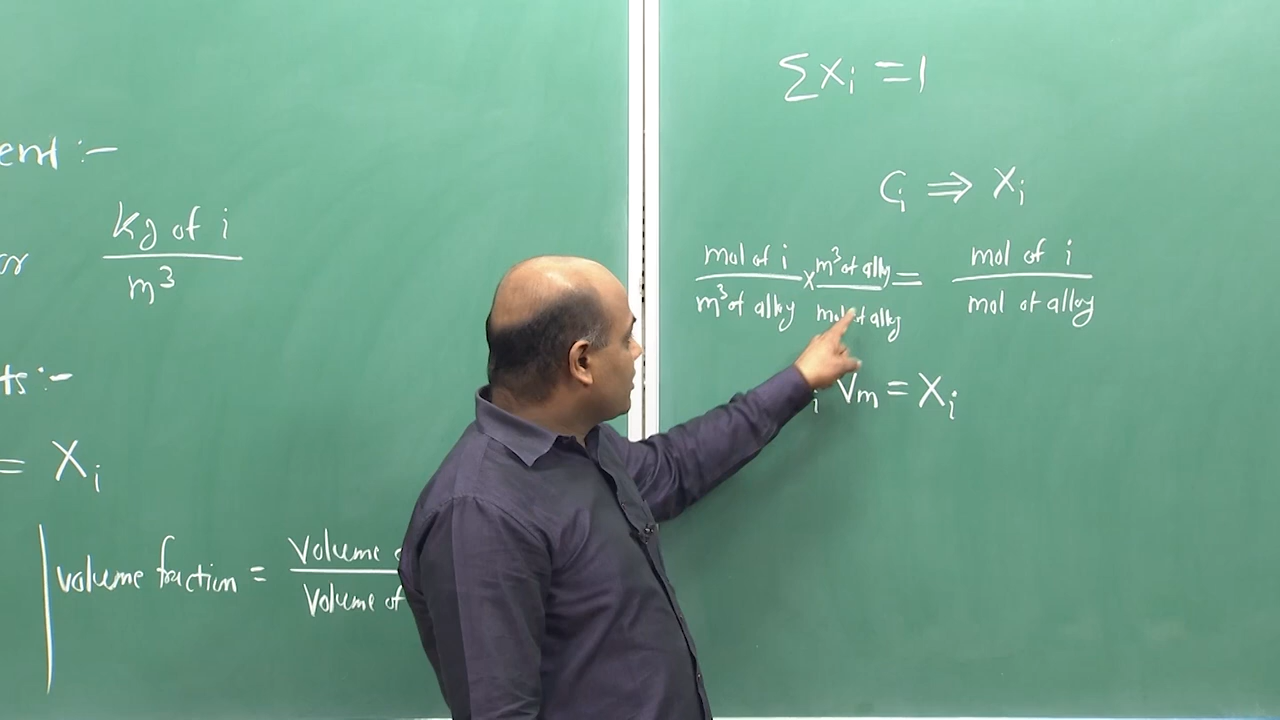 ent :-
kg of i
m³
ts :-
= Xᵢ
volume fraction = volume
volume of
Σ Xᵢ = 1
Cᵢ ⇒ Xᵢ
mol of i / m³ of alloy × m³ of alloy / mol of alloy = mol of i / mol of alloy
ᵢ Vₘ = Xᵢ